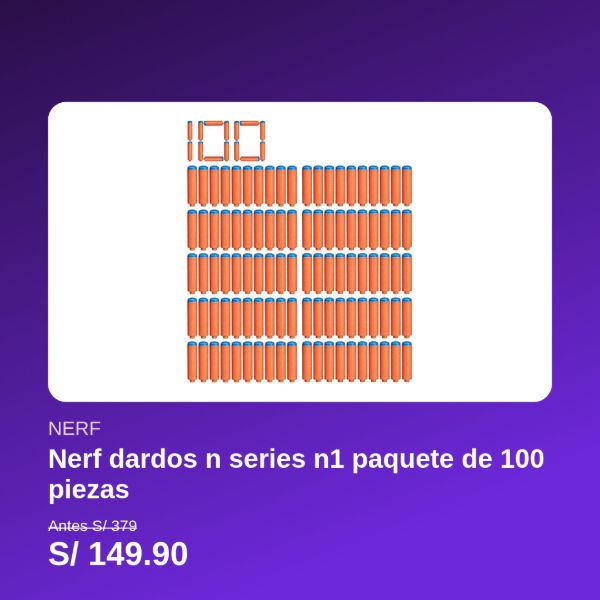 100
NERF
Nerf dardos n series n1 paquete de 100
piezas
Antes S/ 379
S/ 149.90